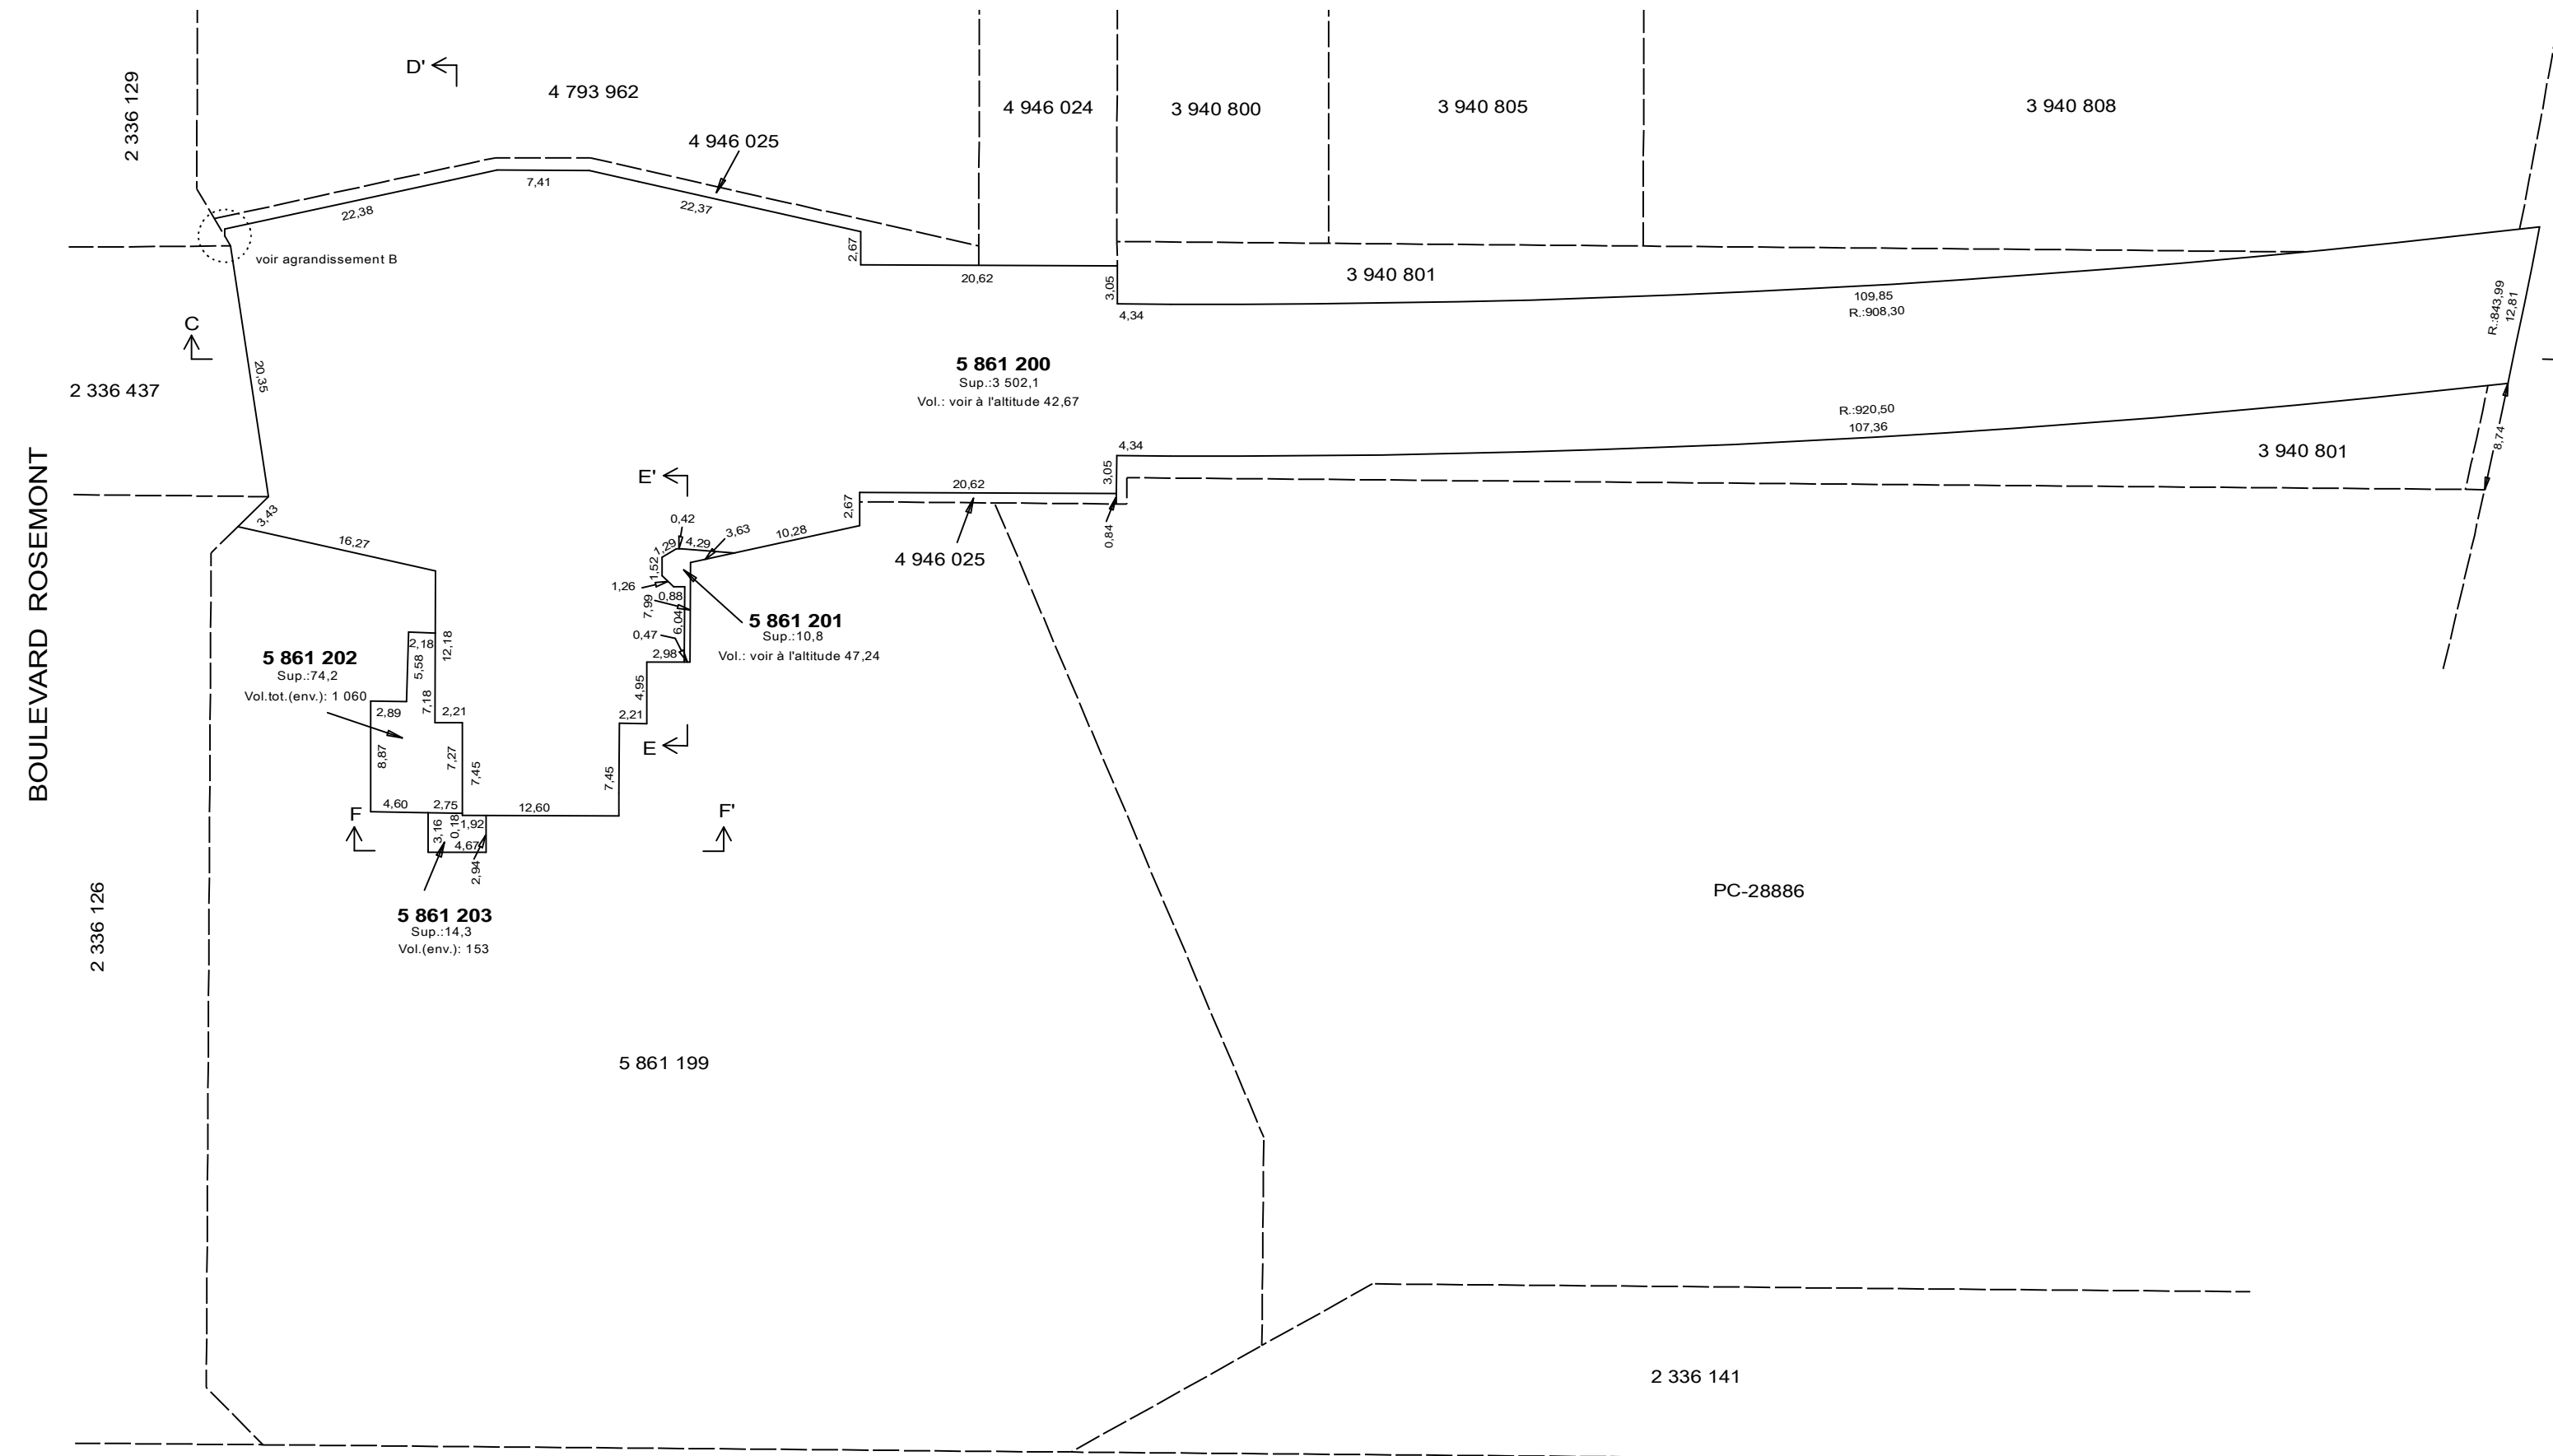 D'
4 793 962
4 946 024
3 940 800
3 940 805
3 940 808
2 336 129
4 946 025
7,41
22,38
22,37
2,67
voir agrandissement B
20,62
3 940 801
3,05
4,34
109,85
R.:908,30
R.:843,99
12,81
C
20,35
2 336 437
5 861 200
Sup.:3 502,1
Vol.: voir à l'altitude 42,67
R.:920,50
107,36
4,34
8,74
3 940 801
BOULEVARD ROSEMONT
E'
20,62
3,05
2,67
0,84
3,43
16,27
0,42
3,63
10,28
1,29
4,29
1,52
4 946 025
1,26
0,88
7,99
6,04
5 861 201
Sup.:10,8
Vol.: voir à l'altitude 47,24
0,47
2,98
2,18
12,18
5,58
5 861 202
Sup.:74,2
Vol.tot.(env.): 1 060
7,18
4,95
2,89
2,21
2,21
E
8,87
7,27
7,45
7,45
4,60
2,75
12,60
F
F'
3,16
0,18
1,92
4,67
2,94
5 861 203
Sup.:14,3
Vol.(env.): 153
2 336 126
PC-28886
5 861 199
2 336 141